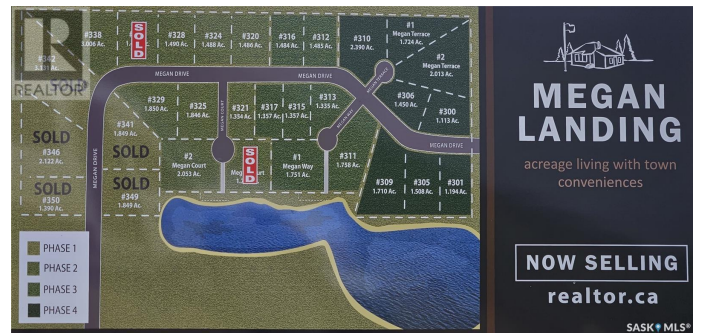 #338
3.006 Ac.
SOLD
#328
1.490 Ac.
#324
1.488 Ac.
#320
1.486 Ac.
#316
1.484 Ac.
#312
1.485 Ac.
#310
2.390 Ac.
#1
Megan Terrace
1.724 Ac.
#2
Megan Terrace
2.013 Ac.
#342
REALTOR®
MEGAN DRIVE
MEGAN DRIVE
MEGAN TERRACE
#329
1.850 Ac.
#325
1.846 Ac.
MEGAN COURT
#321
1.354 Ac.
#317
1.357 Ac.
#315
1.357 Ac.
#313
1.335 Ac.
MEGAN WAY
#306
1.450 Ac.
#300
1.113 Ac.
#341
1.849 Ac.
SOLD
SOLD
#346
2.122 Ac.
MEGAN DRIVE
MEGAN DRIVE
#2
Megan Court
2.053 Ac.
SOLD
#1
Megan Way
1.751 Ac.
#311
1.758 Ac.
SOLD
#350
1.390 Ac.
SOLD
#349
1.849 Ac.
#309
1.710 Ac.
#305
1.508 Ac.
#301
1.194 Ac.
PHASE 1
PHASE 2
PHASE 3
PHASE 4
MEGAN
LANDING
acreage living with town
conveniences
NOW SELLING
realtor.ca
SASK MLS®